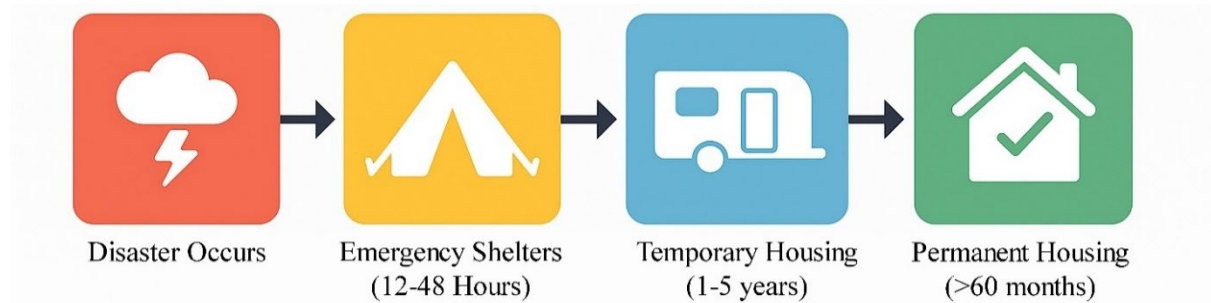 Disaster Occurs
Emergency Shelters
(12-48 Hours)
Temporary Housing
(1-5 years)
Permanent Housing
(>60 months)